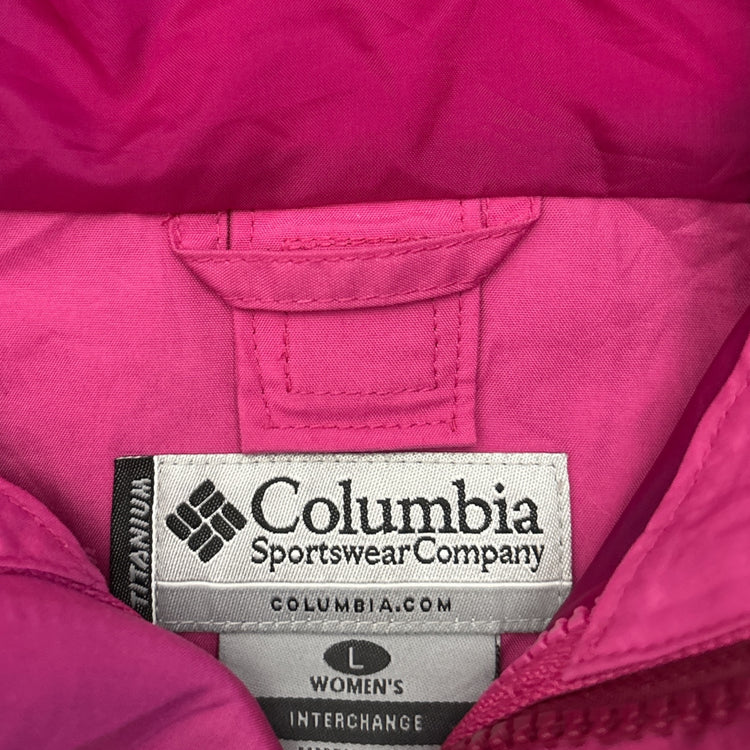 TITANIUM
Columbia
Sportswear Company
COLUMBIA.COM
L
WOMEN'S
INTERCHANGE